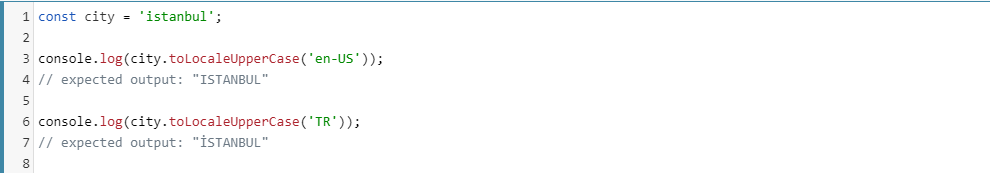 1 const city = 'istanbul';
2
3 console.log(city.toLocaleUpperCase('en-US'));
4 // expected output: "ISTANBUL"
5
6 console.log(city.toLocaleUpperCase('TR'));
7 // expected output: "İSTANBUL"
8